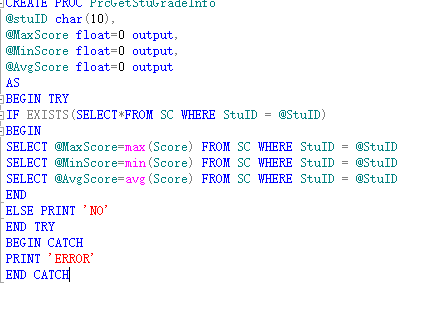 CREATE PROC PrcGetStuGradeInfo
@stuID char(10),
@MaxScore float=0 output,
@MinScore float=0 output,
@AvgScore float=0 output
AS
BEGIN TRY
IF EXISTS(SELECT*FROM SC WHERE StuID = @StuID)
BEGIN
SELECT @MaxScore=max(Score) FROM SC WHERE StuID = @StuID
SELECT @MinScore=min(Score) FROM SC WHERE StuID = @StuID
SELECT @AvgScore=avg(Score) FROM SC WHERE StuID = @StuID
END
ELSE PRINT 'NO'
END TRY
BEGIN CATCH
PRINT 'ERROR'
END CATCH